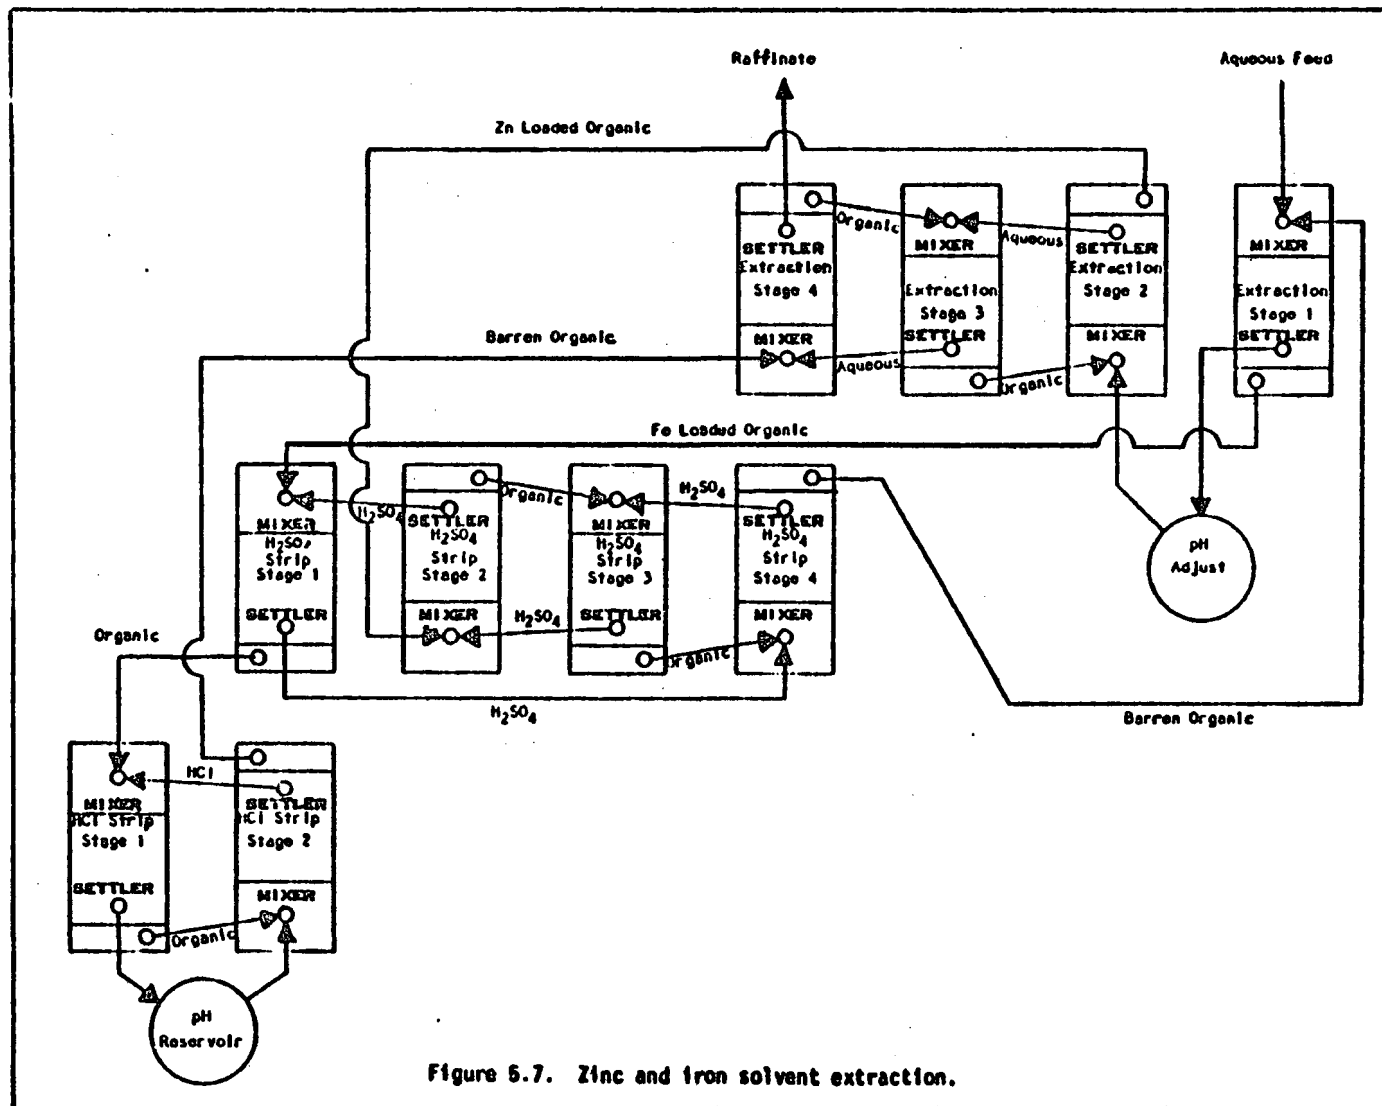 Raffinate
Aqueous Feed
Zn Loaded Organic
Organic
Aqueous
SETTLER
Extraction
Stage 4
MIXER
MIXER
Extraction
Stage 3
SETTLER
SETTLER
Extraction
Stage 2
MIXER
MIXER
Extraction
Stage 1
SETTLER
Barren Organic
Aqueous
Organic
Fe Loaded Organic
H2SO4
Organic
H2SO4
MIXER
H2SO4
Strip
Stage 1
SETTLER
SETTLER
H2SO4
Strip
Stage 2
MIXER
MIXER
H2SO4
Strip
Stage 3
SETTLER
SETTLER
H2SO4
Strip
Stage 4
MIXER
pH
Adjust
H2SO4
Organic
Organic
H2SO4
Barren Organic
HCl
MIXER
HCl Strip
Stage 1
SETTLER
SETTLER
HCl Strip
Stage 2
MIXER
Organic
pH
Reservoir
Figure 5.7. Zinc and iron solvent extraction.